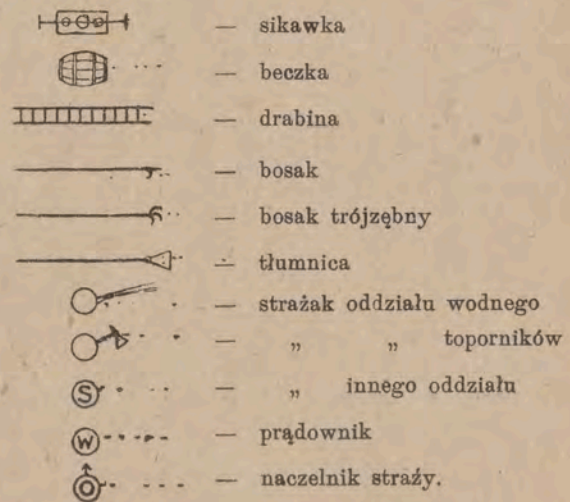 — sikawka
— beczka
— drabina
— bosak
— bosak trójzębny
— tłumnica
— strażak oddziału wodnego
— „ „ toporników
S — „ innego oddziału
W — prądownik
O — naczelnik straży.